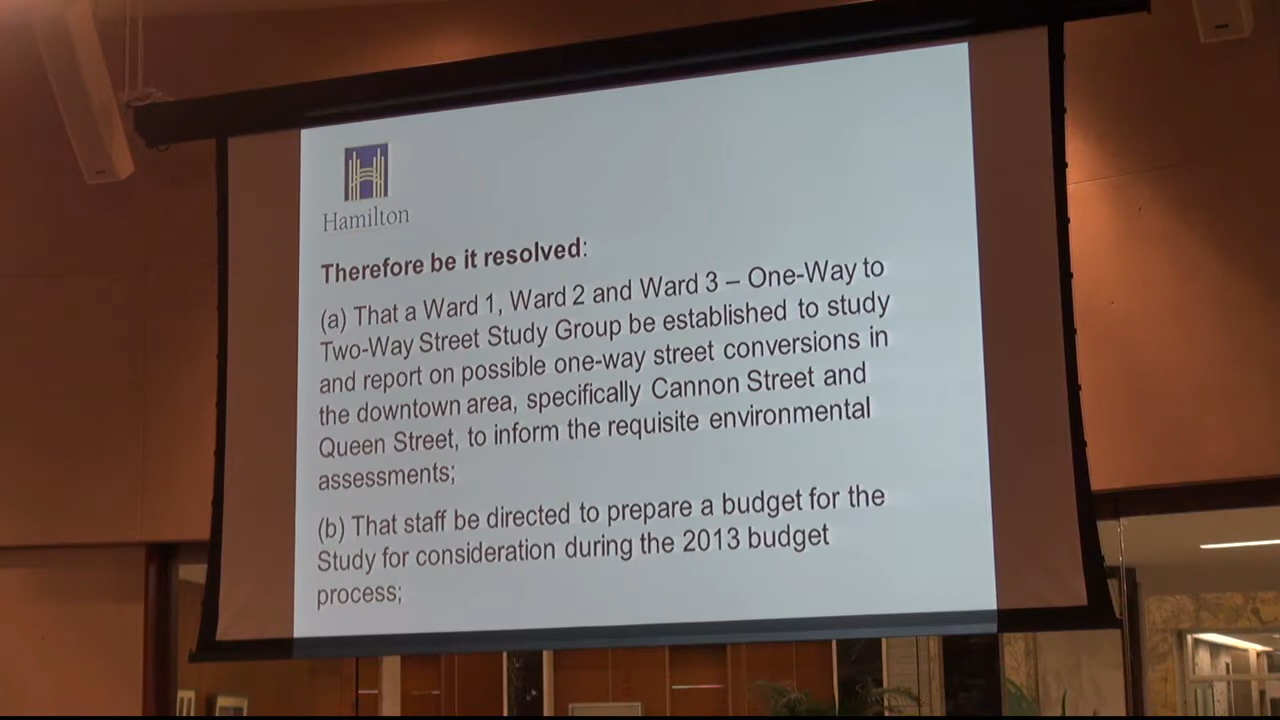 Hamilton
Therefore be it resolved:
(a) That a Ward 1, Ward 2 and Ward 3 – One-Way to
Two-Way Street Study Group be established to study
and report on possible one-way street conversions in
the downtown area, specifically Cannon Street and
Queen Street, to inform the requisite environmental
assessments;
(b) That staff be directed to prepare a budget for the
Study for consideration during the 2013 budget
process;